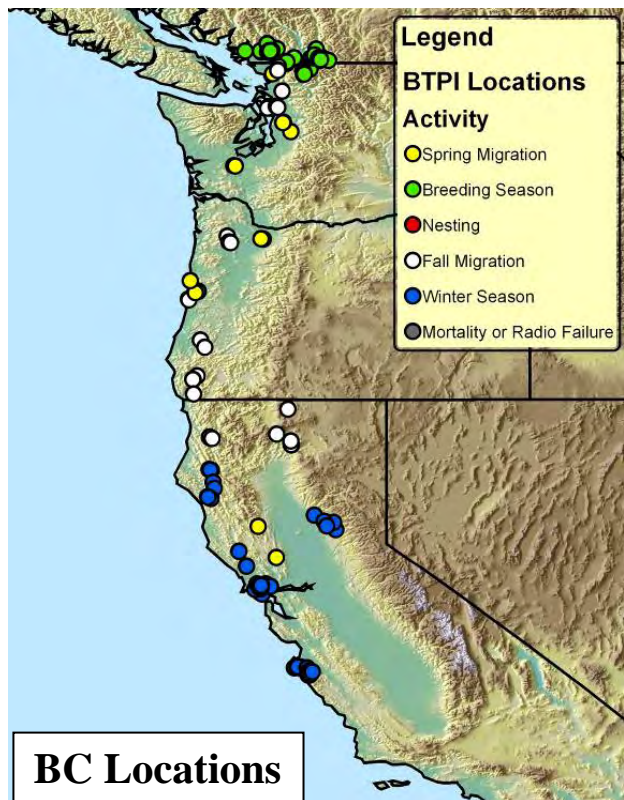 Legend
BTPI Locations
Activity
Spring Migration
Breeding Season
Nesting
Fall Migration
Winter Season
Mortality or Radio Failure
BC Locations